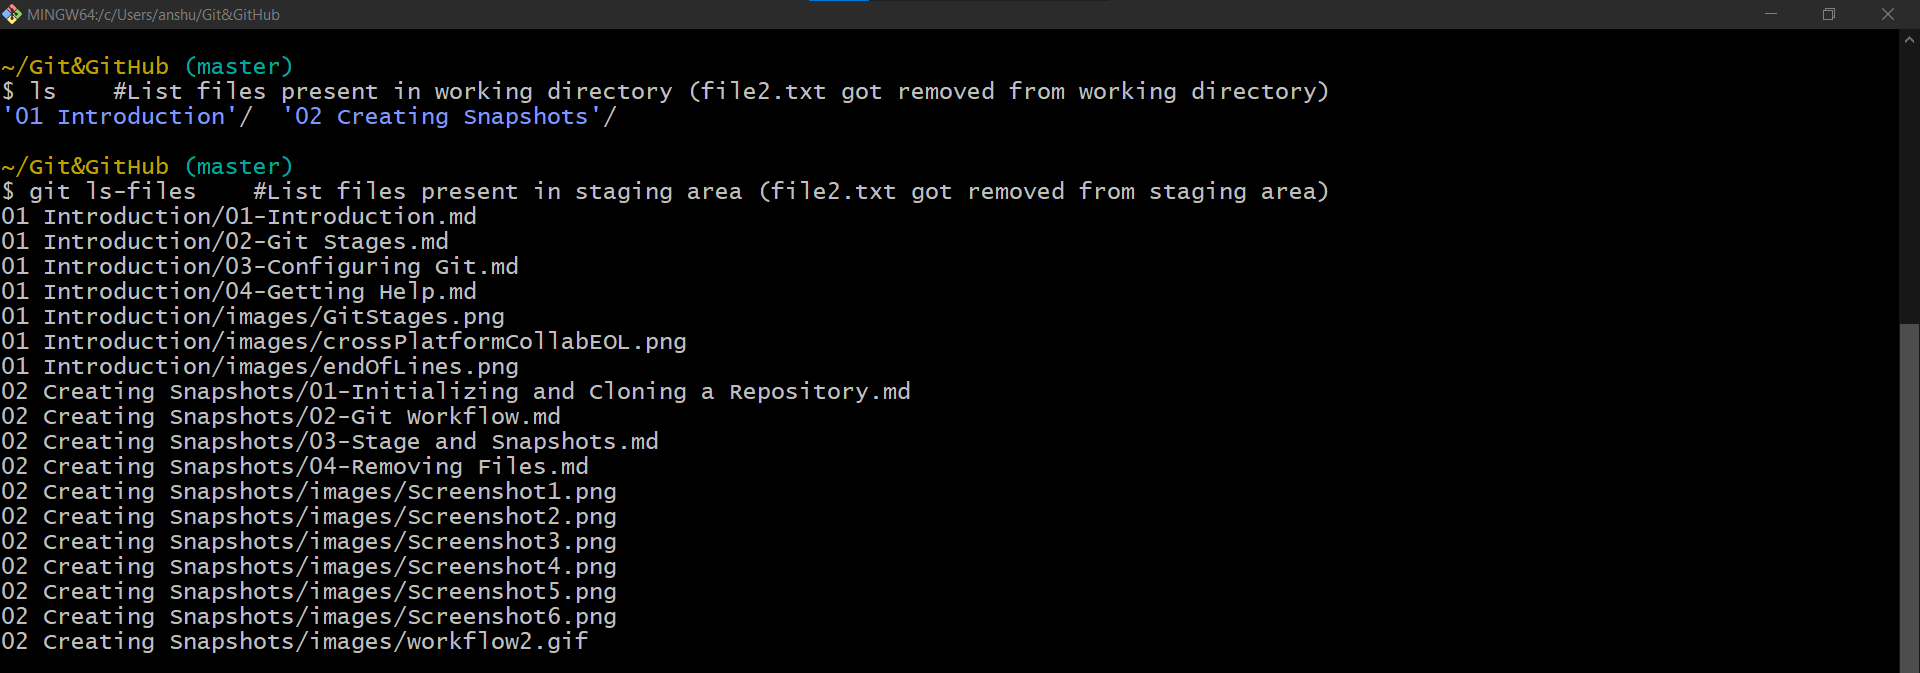 MINGW64:/c/Users/anshu/Git&GitHub
~/Git&GitHub (master)
$ ls    #List files present in working directory (file2.txt got removed from working directory)
'01 Introduction'/  '02 Creating Snapshots'/
~/Git&GitHub (master)
$ git ls-files    #List files present in staging area (file2.txt got removed from staging area)
01 Introduction/01-Introduction.md
01 Introduction/02-Git Stages.md
01 Introduction/03-Configuring Git.md
01 Introduction/04-Getting Help.md
01 Introduction/images/GitStages.png
01 Introduction/images/crossPlatformCollabEOL.png
01 Introduction/images/endOfLines.png
02 Creating Snapshots/01-Initializing and Cloning a Repository.md
02 Creating Snapshots/02-Git Workflow.md
02 Creating Snapshots/03-Stage and Snapshots.md
02 Creating Snapshots/04-Removing Files.md
02 Creating Snapshots/images/Screenshot1.png
02 Creating Snapshots/images/Screenshot2.png
02 Creating Snapshots/images/Screenshot3.png
02 Creating Snapshots/images/Screenshot4.png
02 Creating Snapshots/images/Screenshot5.png
02 Creating Snapshots/images/Screenshot6.png
02 Creating Snapshots/images/workflow2.gif